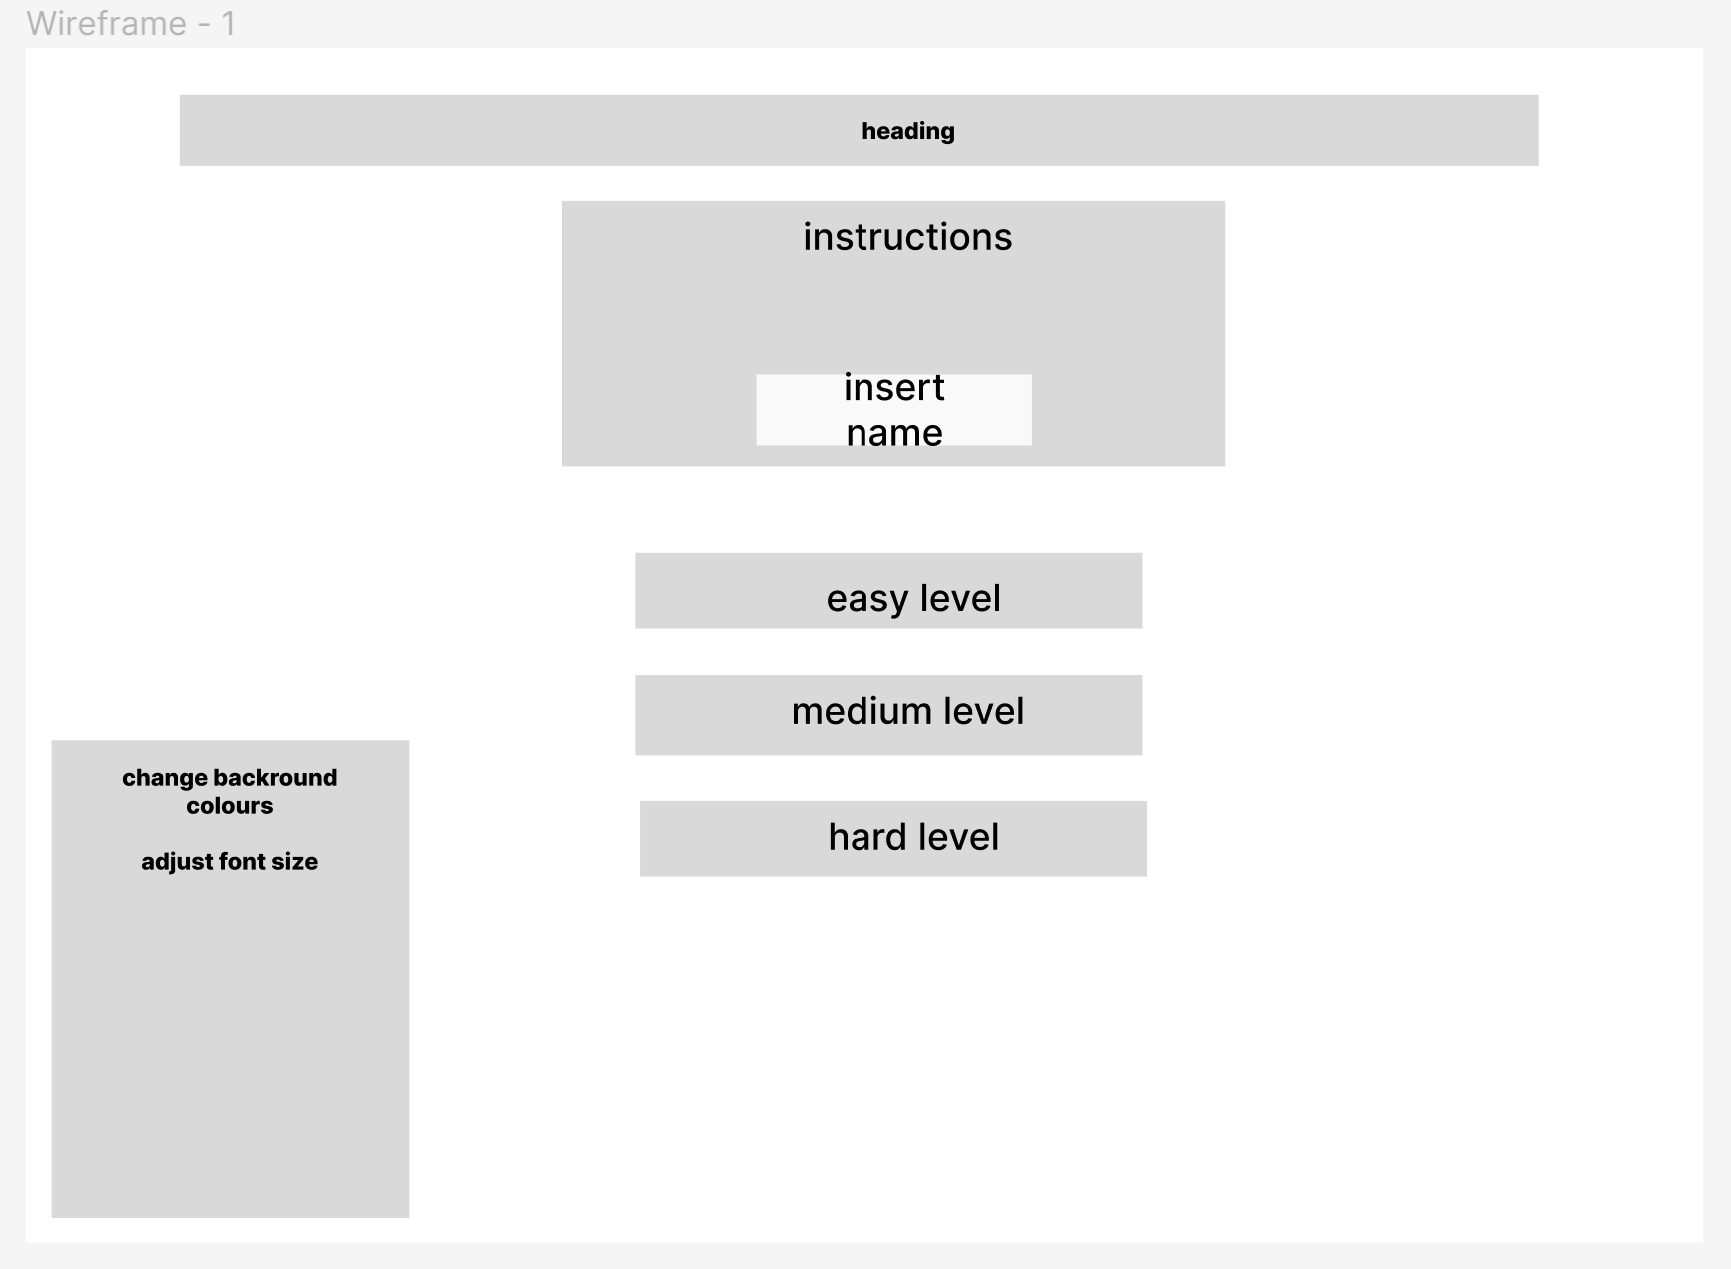 Wireframe - 1
heading
instructions
insert
name
easy level
medium level
hard level
change backround
colours
adjust font size